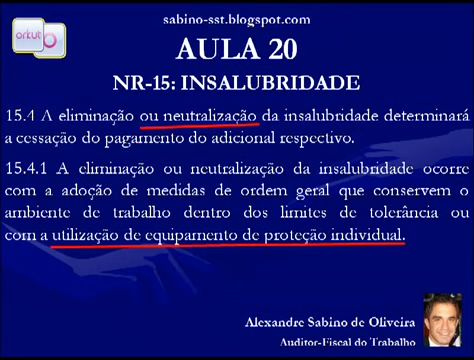 sabino-sst.blogspot.com
orkut
AULA 20
NR-15: INSALUBRIDADE
15.4 A eliminação ou neutralização da insalubridade determinará
a cessação do pagamento do adicional respectivo.
15.4.1 A eliminação ou neutralização da insalubridade ocorre
com a adoção de medidas de ordem geral que conservem o
ambiente de trabalho dentro dos limites de tolerância ou
com a utilização de equipamento de proteção individual.
Alexandre Sabino de Oliveira
Auditor-Fiscal do Trabalho